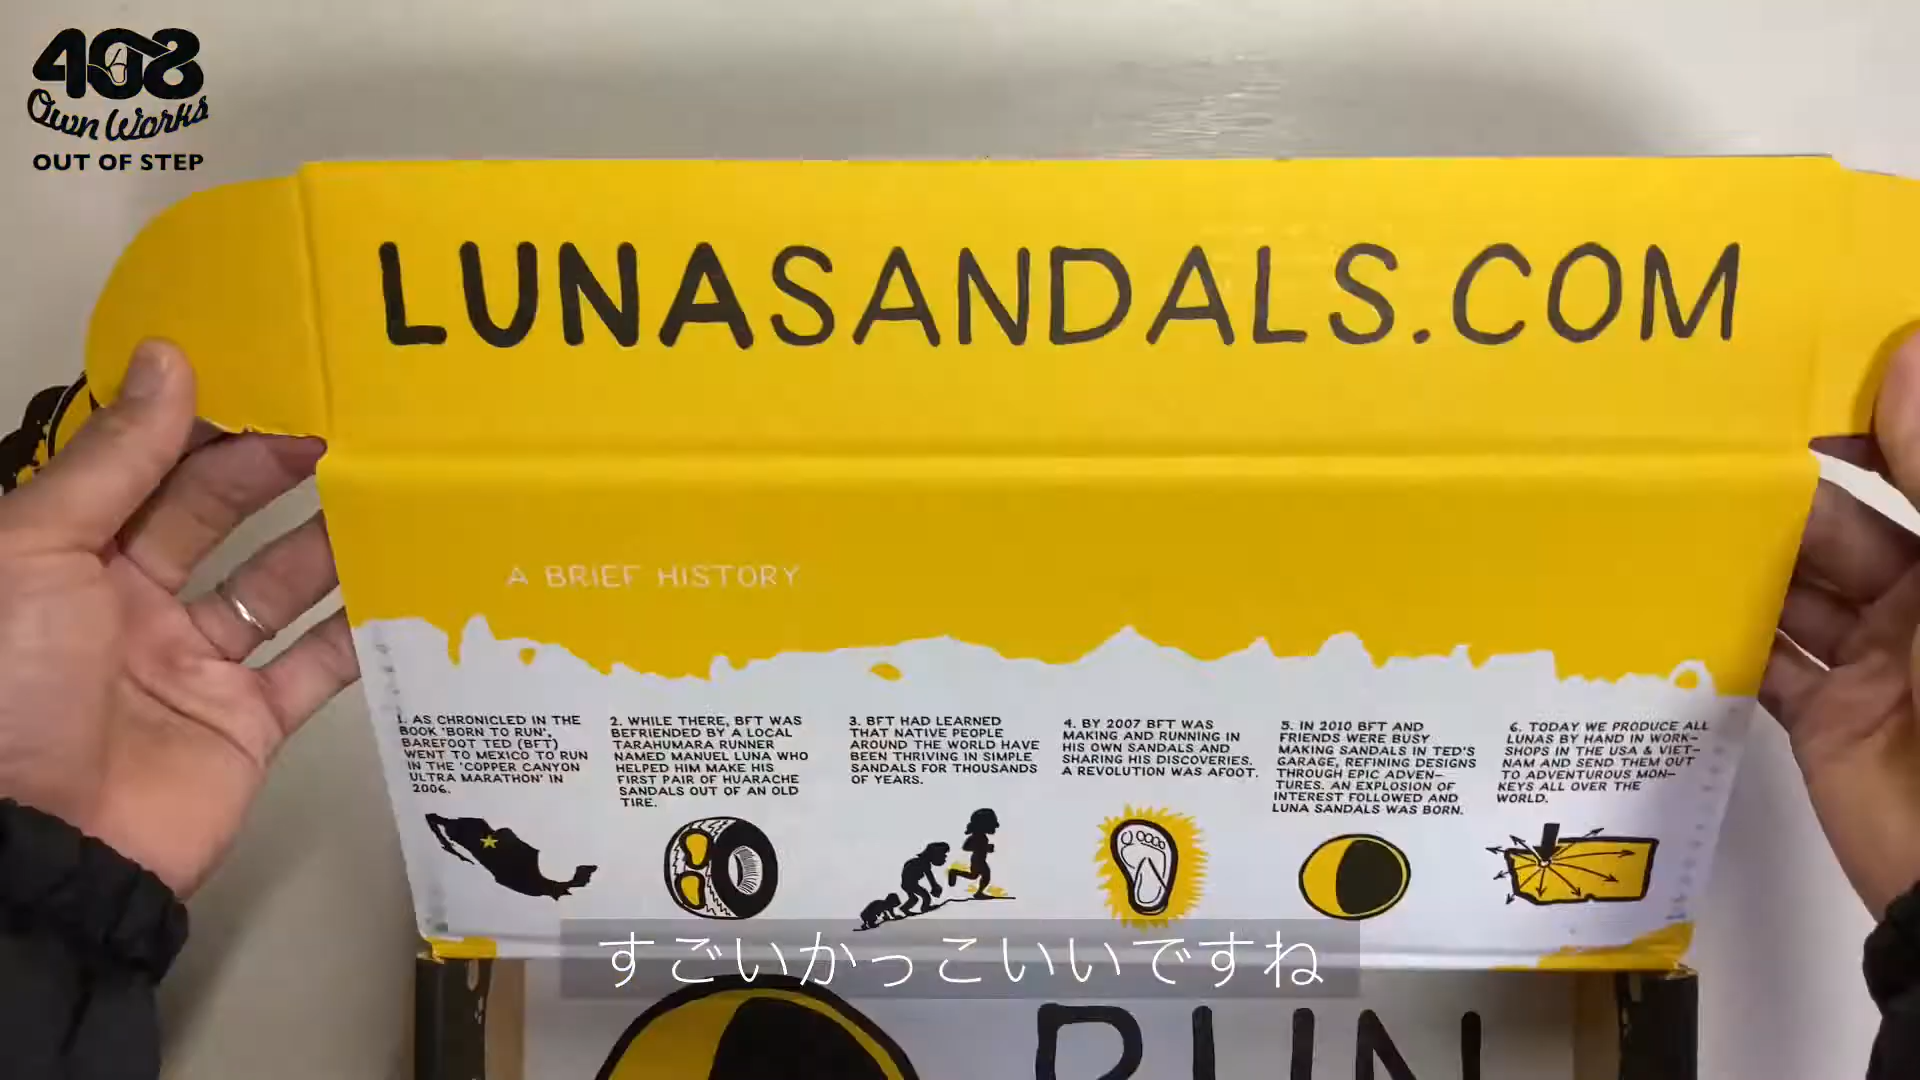 408
Own Works
OUT OF STEP
LUNASANDALS.COM
A BRIEF HISTORY
1. AS CHRONICLED IN THE
BOOK 'BORN TO RUN',
BAREFOOT TED (BFT)
WENT TO MEXICO TO RUN
IN THE 'COPPER CANYON
ULTRA MARATHON' IN
2006.
2. WHILE THERE, BFT WAS
BEFRIENDED BY A LOCAL
TARAHUMARA RUNNER
NAMED MANUEL LUNA WHO
HELPED HIM MAKE HIS
FIRST PAIR OF HUARACHE
SANDALS OUT OF AN OLD
TIRE.
3. BFT HAD LEARNED
THAT NATIVE PEOPLE
AROUND THE WORLD HAVE
BEEN THRIVING IN SIMPLE
SANDALS FOR THOUSANDS
OF YEARS.
4. BY 2007 BFT WAS
MAKING AND RUNNING IN
HIS OWN SANDALS AND
SHARING HIS DISCOVERIES.
A REVOLUTION WAS AFOOT.
5. IN 2010 BFT AND
FRIENDS WERE BUSY
MAKING SANDALS IN TED'S
GARAGE, REFINING DESIGNS
THROUGH EPIC ADVEN-
TURES. AN EXPLOSION OF
INTEREST FOLLOWED AND
LUNA SANDALS WAS BORN.
6. TODAY WE PRODUCE ALL
LUNAS BY HAND IN WORK-
SHOPS IN THE USA & VIET-
NAM AND SEND THEM OUT
TO ADVENTUROUS MON-
KEYS ALL OVER THE
WORLD.
すごいかっこいいですね
RUN